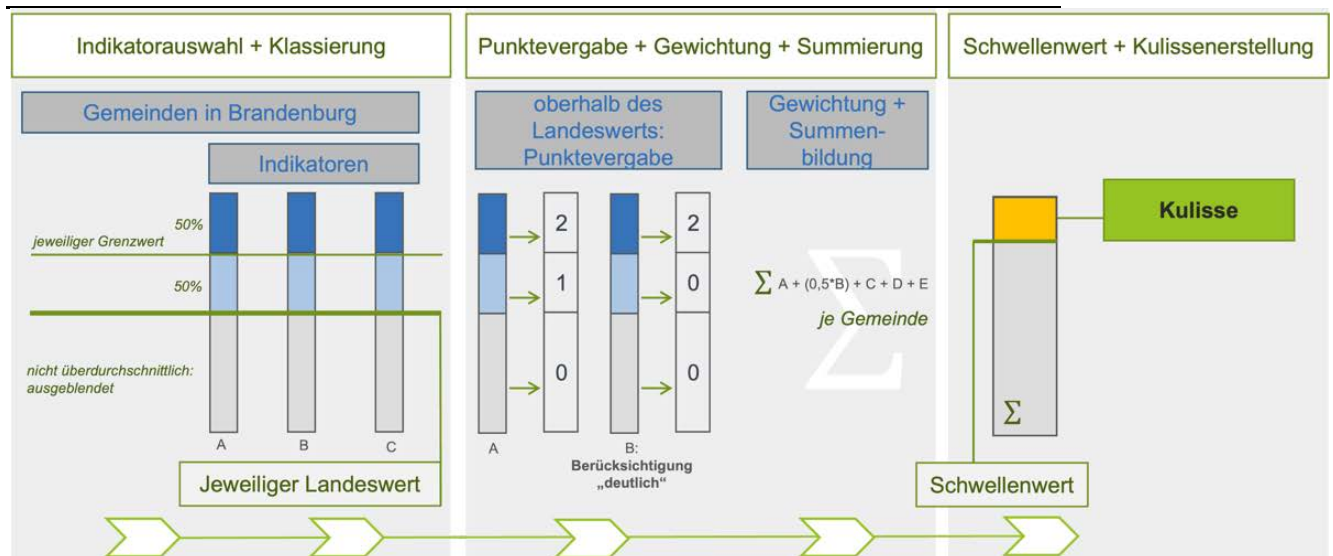 Indikatorauswahl + Klassierung
Gemeinden in Brandenburg
Indikatoren
50%
jeweiliger Grenzwert
50%
nicht überdurchschnittlich:
ausgeblendet
A
B
C
Jeweiliger Landeswert
Punktevergabe + Gewichtung + Summierung
oberhalb des
Landeswerts:
Punktevergabe
2
1
0
A
2
0
0
B:
Berücksichtigung
„deutlich“
Gewichtung +
Summen-
bildung
Σ
∑ A + (0,5*B) + C + D + E
je Gemeinde
Schwellenwert + Kulissenerstellung
Kulisse
Σ
Schwellenwert